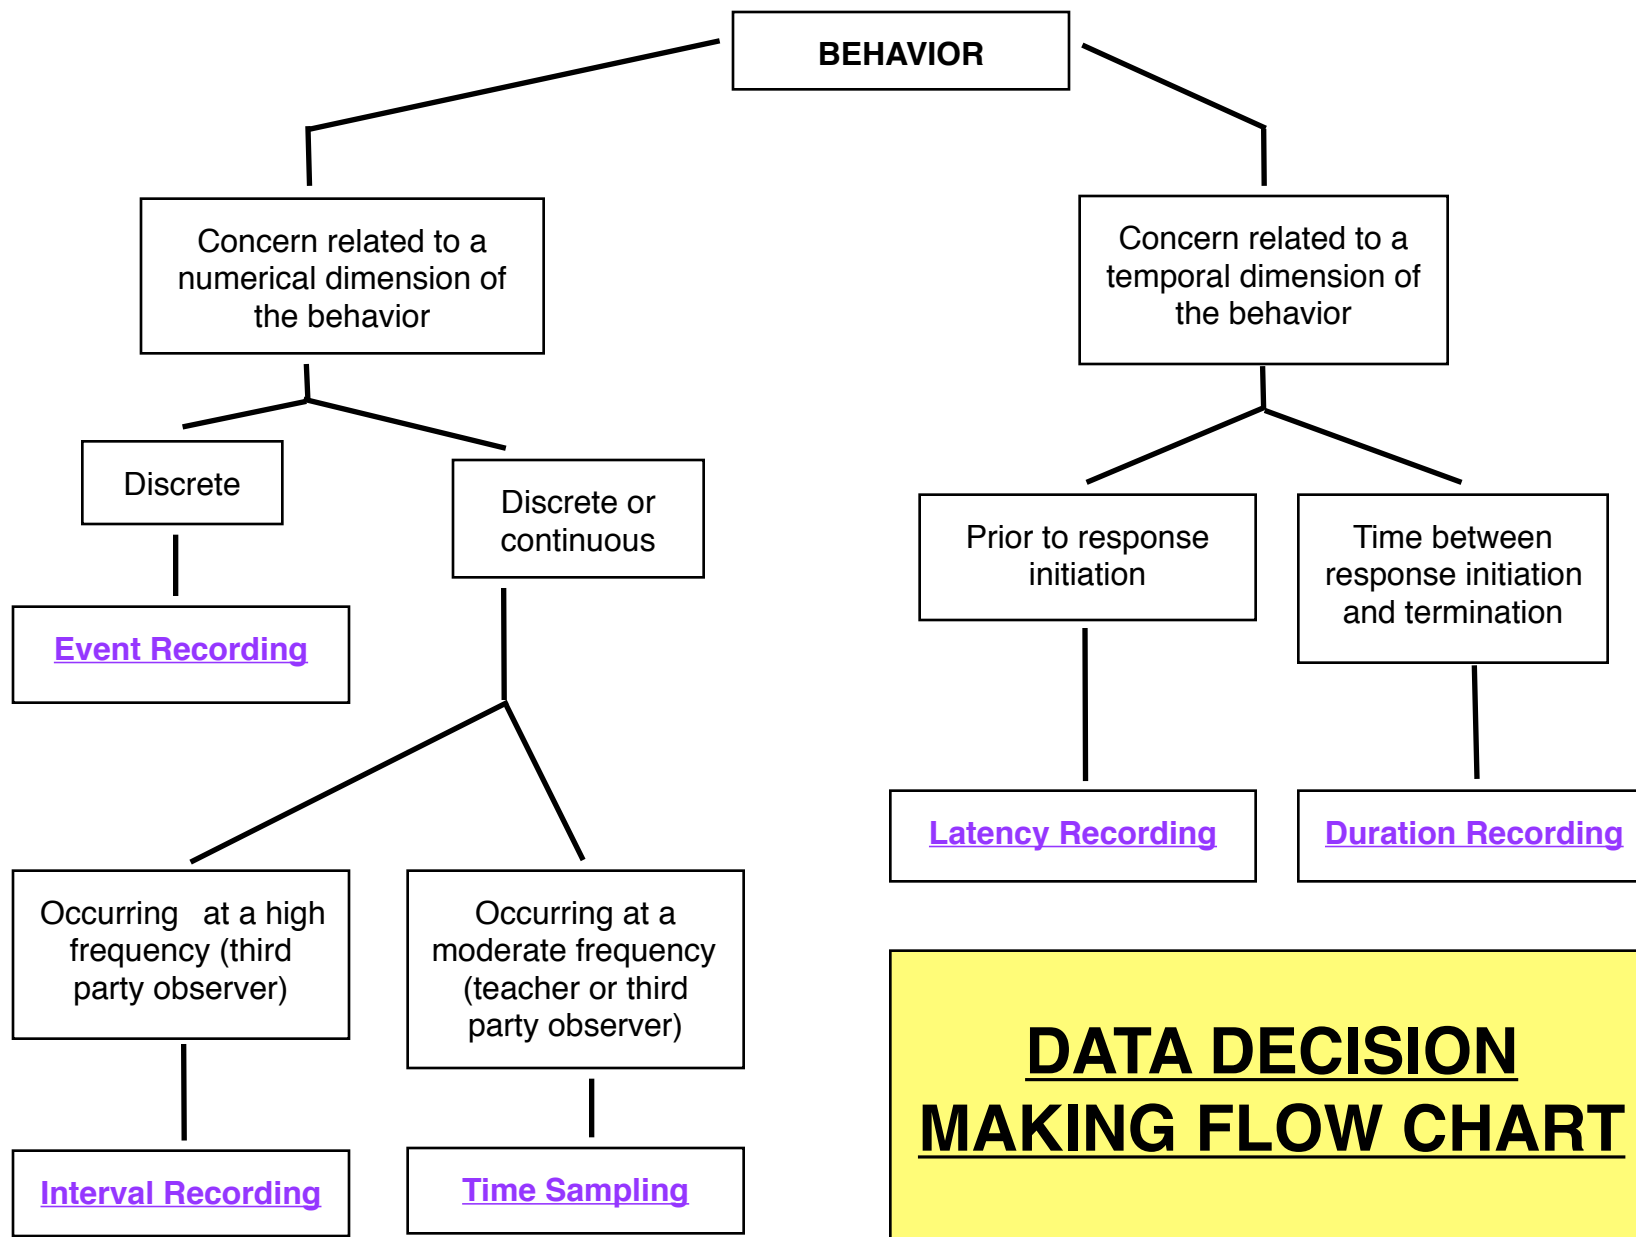 BEHAVIOR
Concern related to a
numerical dimension of
the behavior
Concern related to a
temporal dimension of
the behavior
Discrete
Discrete or
continuous
Prior to response
initiation
Time between
response initiation
and termination
Event Recording
Latency Recording
Duration Recording
Occurring at a high
frequency (third
party observer)
Occurring at a
moderate frequency
(teacher or third
party observer)
Interval Recording
Time Sampling
DATA DECISION
MAKING FLOW CHART